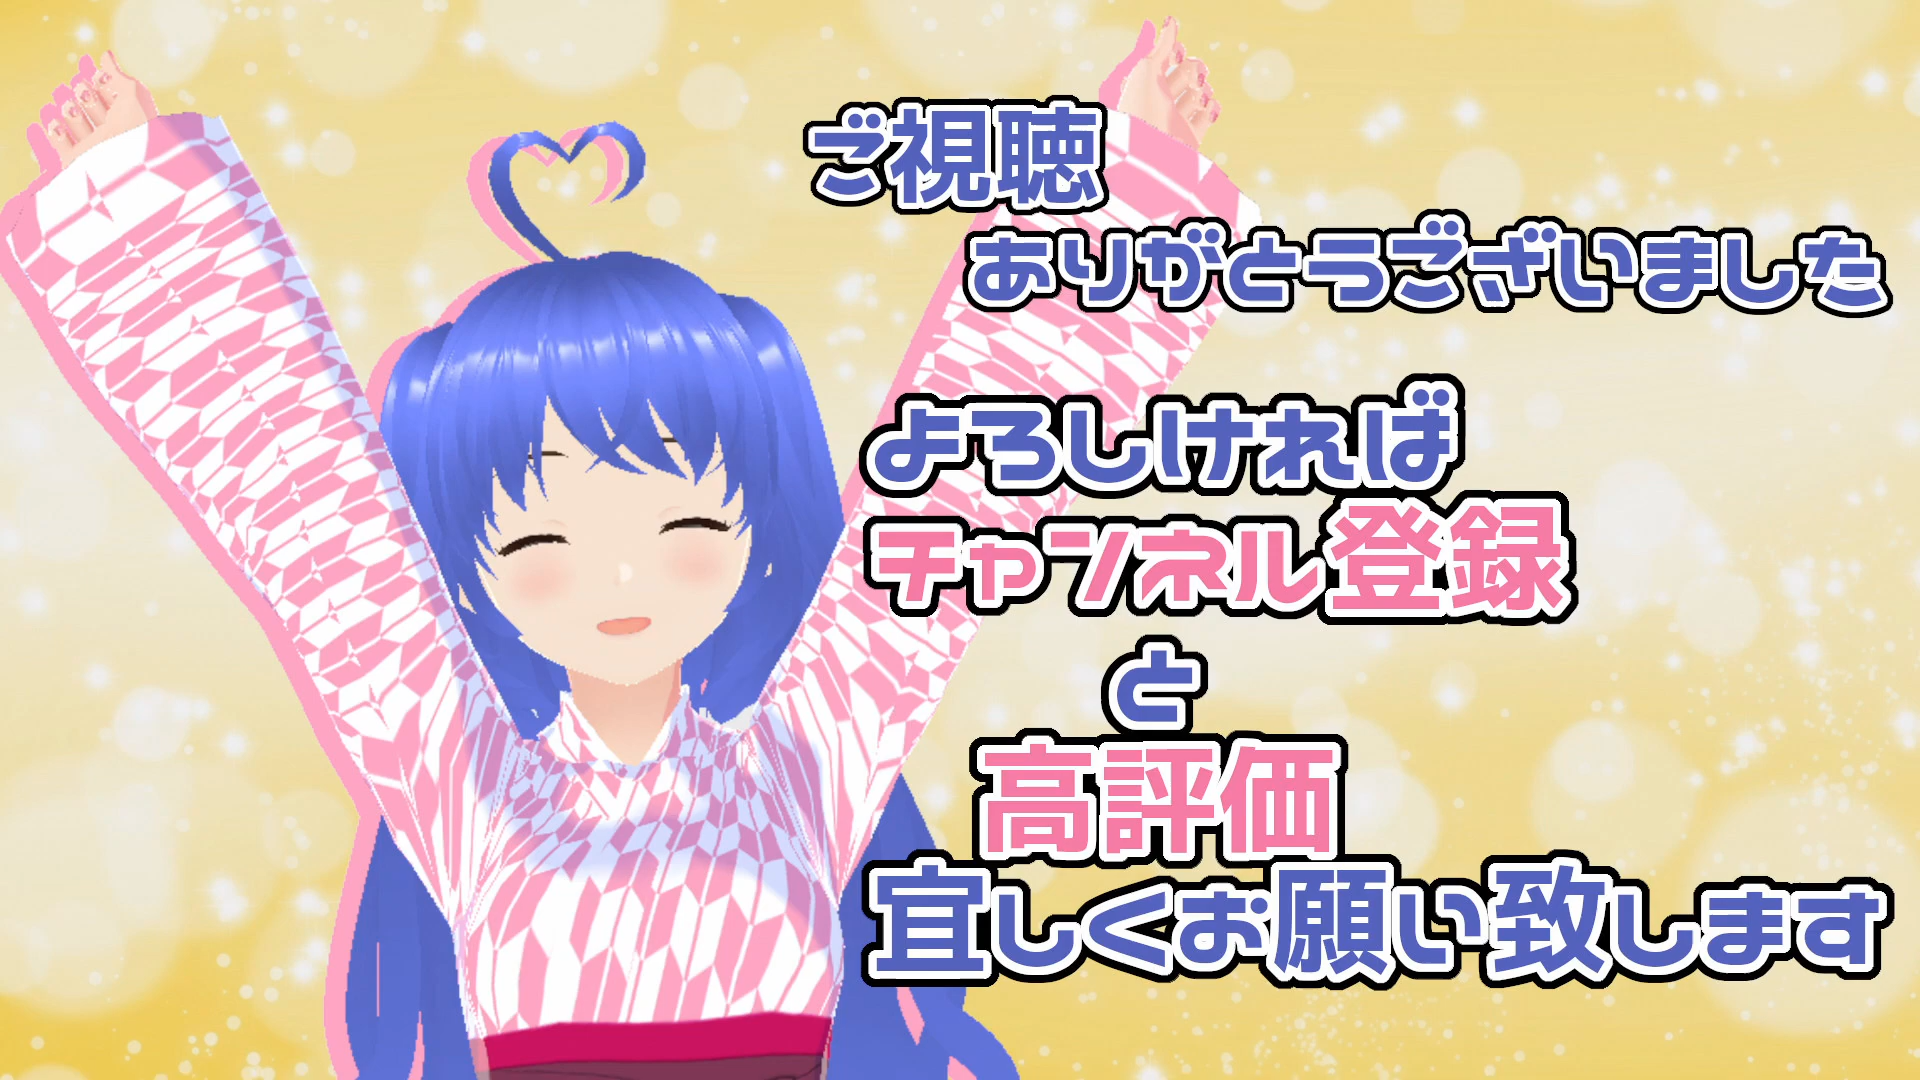 ご視聴
ありがとうございました
よろしければ
チャンネル登録
と
高評価
宜しくお願い致します